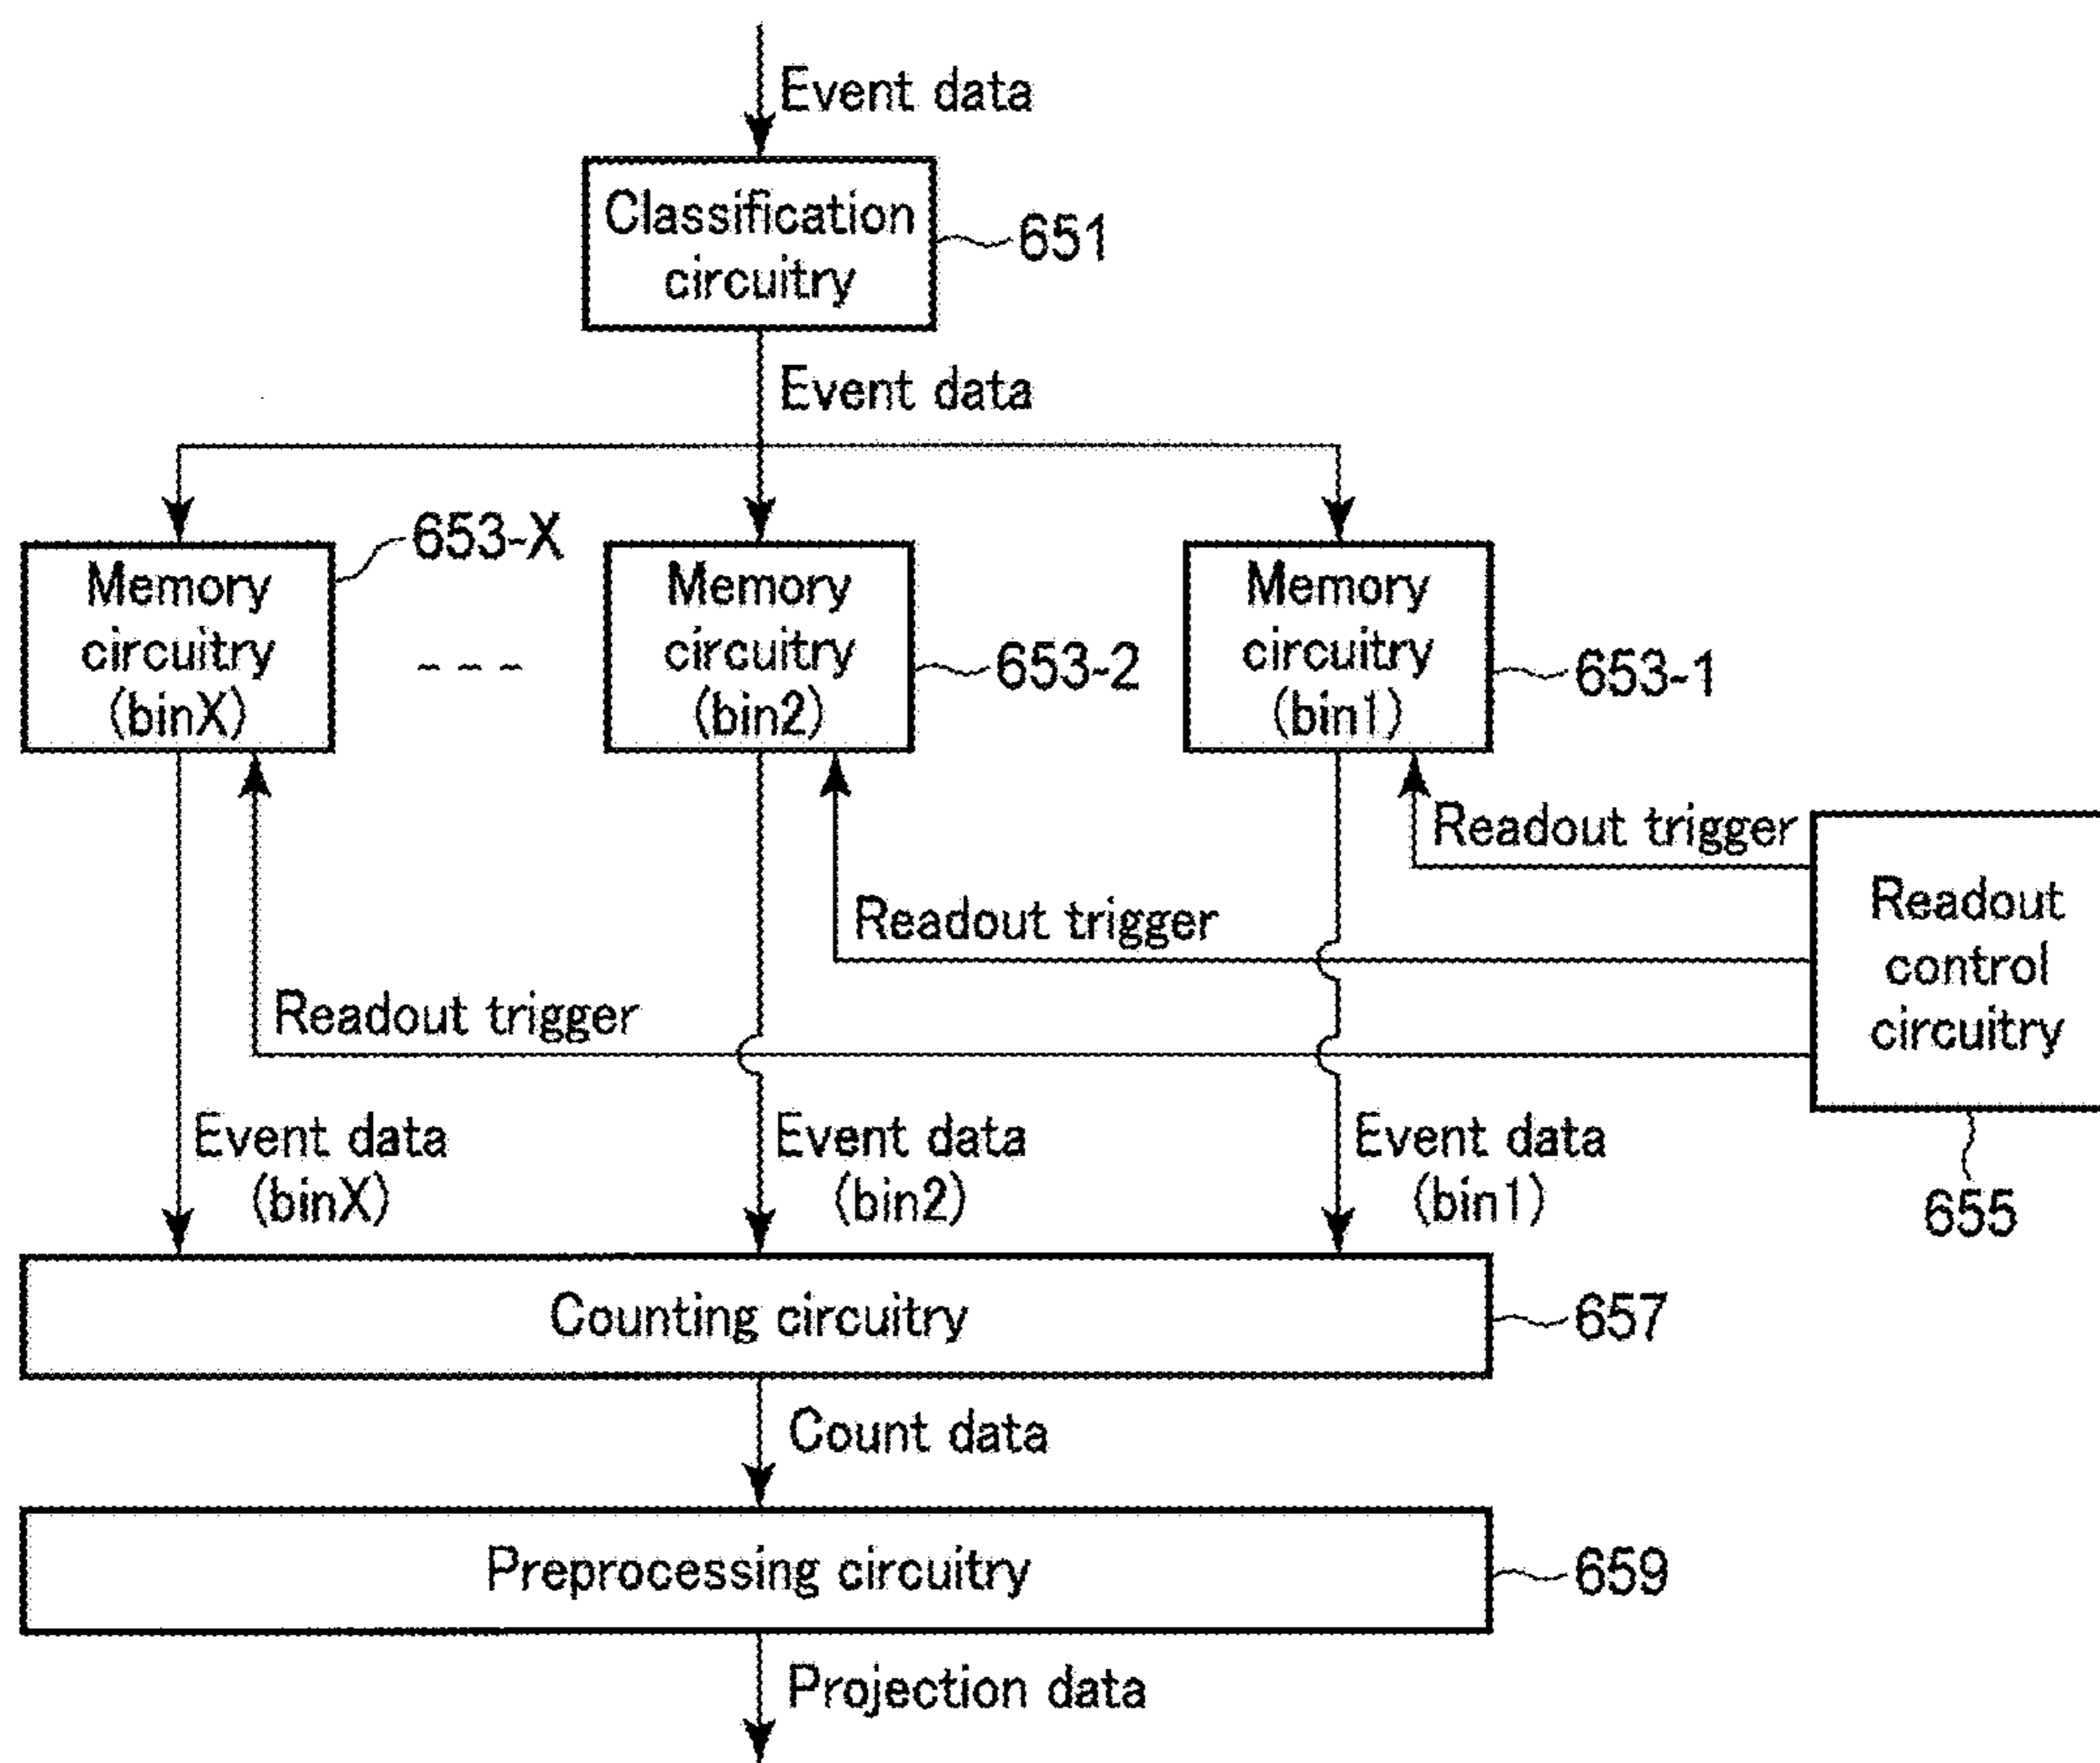 Event data
Classification
circuitry
651
Event data
653-X
Memory
circuitry
(binX)
Memory
circuitry
(bin2)
653-2
Memory
circuitry
(bin1)
653-1
Readout trigger
Readout trigger
Readout trigger
Readout
control
circuitry
655
Event data
(binX)
Event data
(bin2)
Event data
(bin1)
Counting circuitry
657
Count data
Preprocessing circuitry
659
Projection data